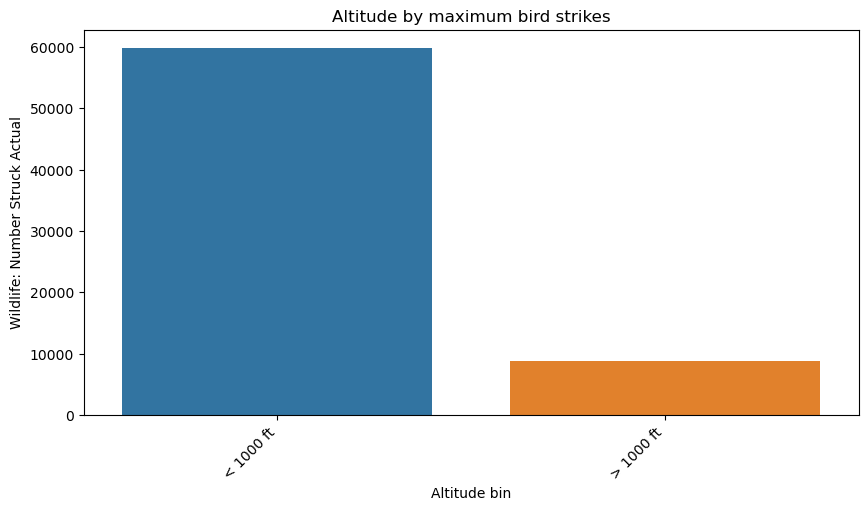 Altitude by maximum bird strikes
Wildlife: Number Struck Actual
60000
50000
40000
30000
20000
10000
0
< 1000 ft
> 1000 ft
Altitude bin